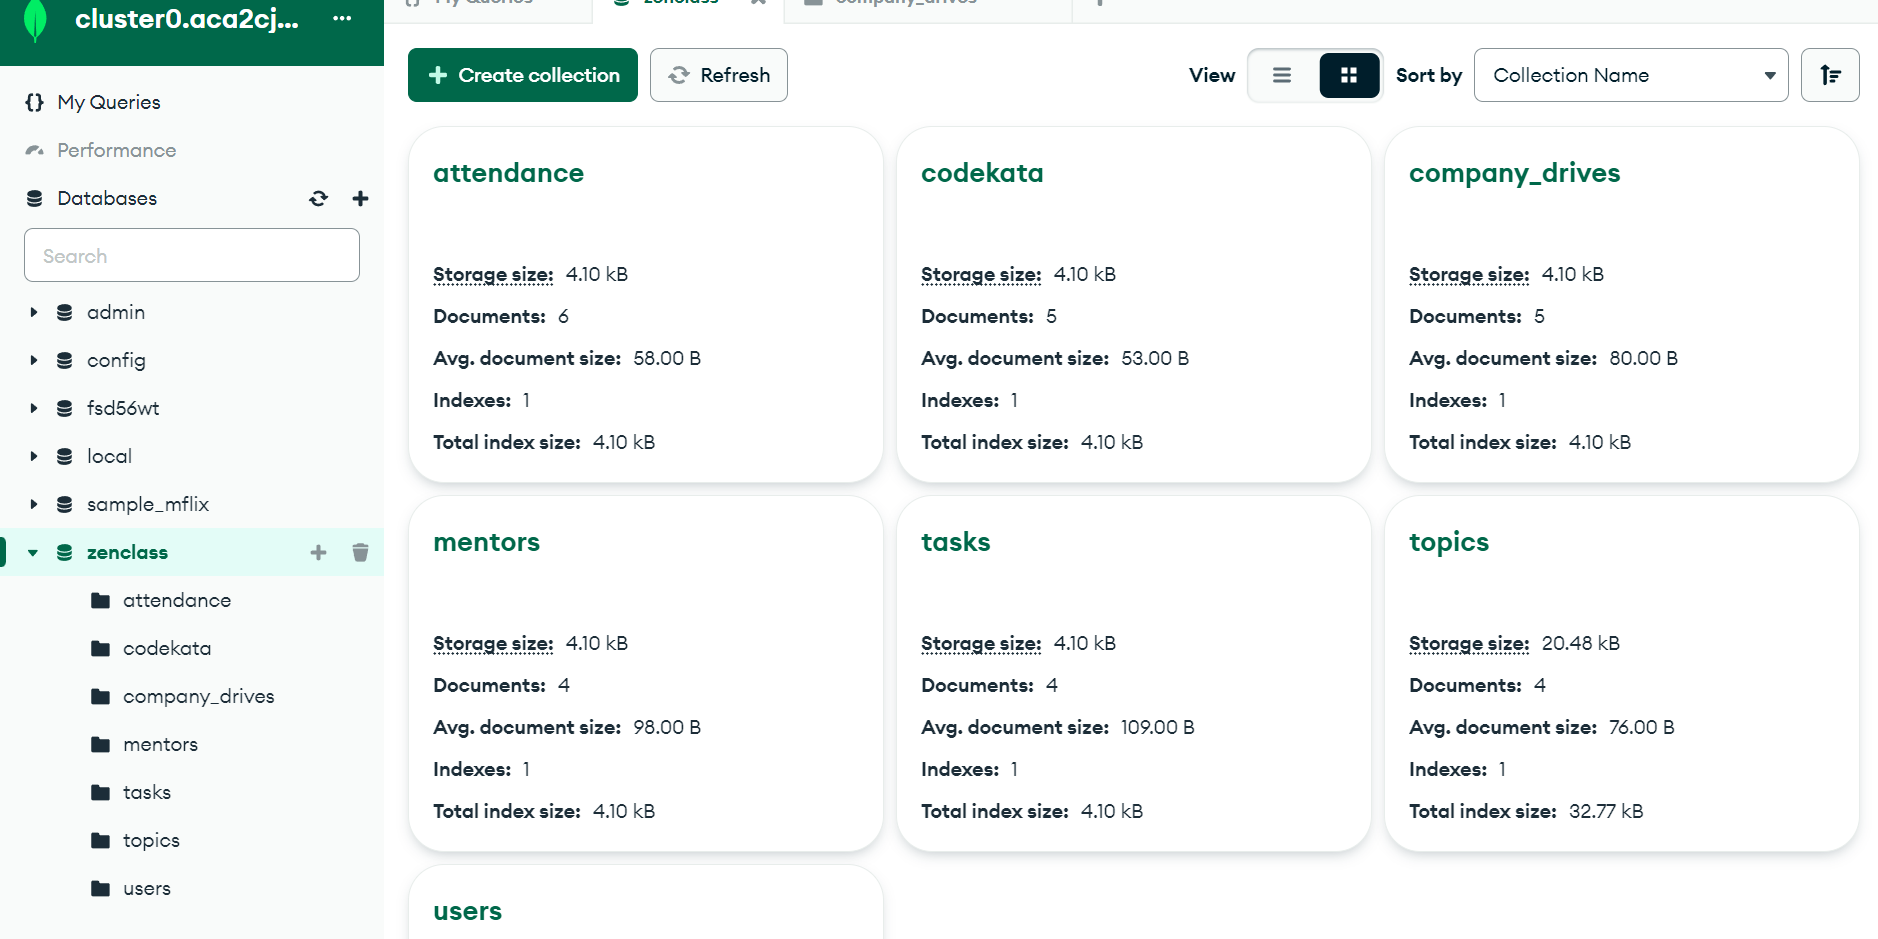 cluster0.aca2cj...
My Queries
Performance
Databases
Search
admin
config
fsd56wt
local
sample_mflix
zenclass
attendance
codekata
company_drives
mentors
tasks
topics
users
My Queries
zenclass
company_drives
Create collection
Refresh
View
Sort by
Collection Name
attendance
Storage size: 4.10 kB
Documents: 6
Avg. document size: 58.00 B
Indexes: 1
Total index size: 4.10 kB
codekata
Storage size: 4.10 kB
Documents: 5
Avg. document size: 53.00 B
Indexes: 1
Total index size: 4.10 kB
company_drives
Storage size: 4.10 kB
Documents: 5
Avg. document size: 80.00 B
Indexes: 1
Total index size: 4.10 kB
mentors
Storage size: 4.10 kB
Documents: 4
Avg. document size: 98.00 B
Indexes: 1
Total index size: 4.10 kB
tasks
Storage size: 4.10 kB
Documents: 4
Avg. document size: 109.00 B
Indexes: 1
Total index size: 4.10 kB
topics
Storage size: 20.48 kB
Documents: 4
Avg. document size: 76.00 B
Indexes: 1
Total index size: 32.77 kB
users